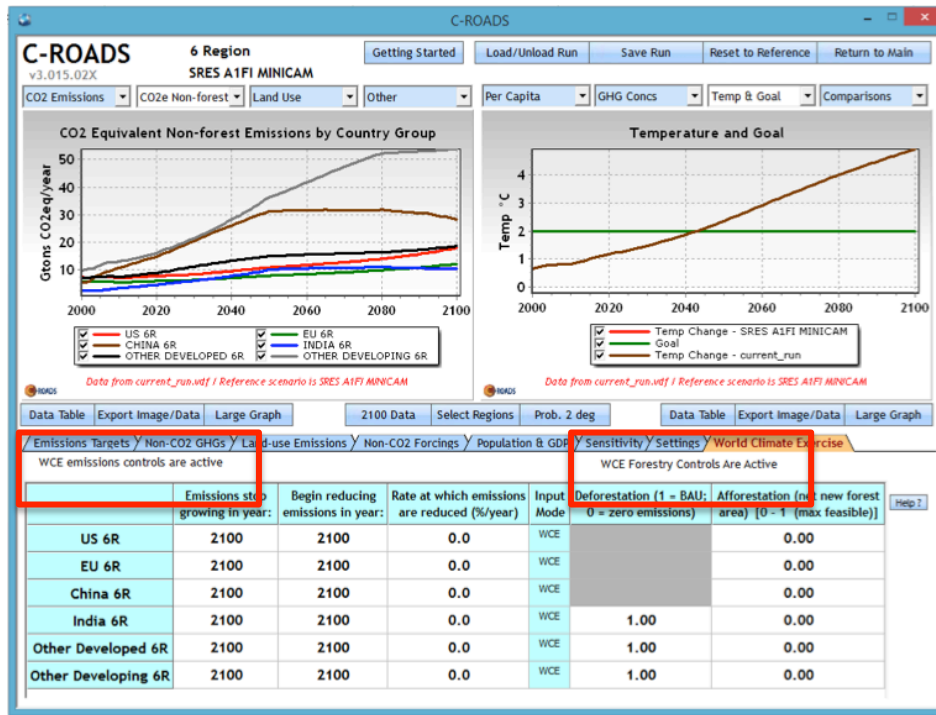 C-ROADS
C-ROADS
v3.015.02X
6 Region
SRES A1FI MINICAM
Getting Started
Load/Unload Run
Save Run
Reset to Reference
Return to Main
CO2 Emissions
CO2e Non-forest
Land Use
Other
Per Capita
GHG Concs
Temp & Goal
Comparisons
CO2 Equivalent Non-forest Emissions by Country Group
Gtons CO2eq/year
50
40
30
20
10
2000 2020 2040 2060 2080 2100
US 6R
EU 6R
CHINA 6R
INDIA 6R
OTHER DEVELOPED 6R
OTHER DEVELOPING 6R
C-ROADS
Data from current_run.vdf / Reference scenario is SRES A1FI MINICAM
Temperature and Goal
Temp °C
4
3
2
1
0
2000 2020 2040 2060 2080 2100
Temp Change - SRES A1FI MINICAM
Goal
Temp Change - current_run
C-ROADS
Data from current_run.vdf / Reference scenario is SRES A1FI MINICAM
Data Table
Export Image/Data
Large Graph
2100 Data
Select Regions
Prob. 2 deg
Data Table
Export Image/Data
Large Graph
Emissions Targets
Non-CO2 GHGs
Land-use Emissions
Non-CO2 Forcings
Population & GDP
Sensitivity
Settings
World Climate Exercise
WCE emissions controls are active
WCE Forestry Controls Are Active
Emissions stop
growing in year:
Begin reducing
emissions in year:
Rate at which emissions
are reduced (%/year)
Input
Mode
Deforestation (1 = BAU;
0 = zero emissions)
Afforestation (net new forest
area) [0 - 1 (max feasible)]
Help ?
US 6R 2100 2100 0.0 WCE 0.00
EU 6R 2100 2100 0.0 WCE 0.00
China 6R 2100 2100 0.0 WCE 0.00
India 6R 2100 2100 0.0 WCE 1.00 0.00
Other Developed 6R 2100 2100 0.0 WCE 1.00 0.00
Other Developing 6R 2100 2100 0.0 WCE 1.00 0.00